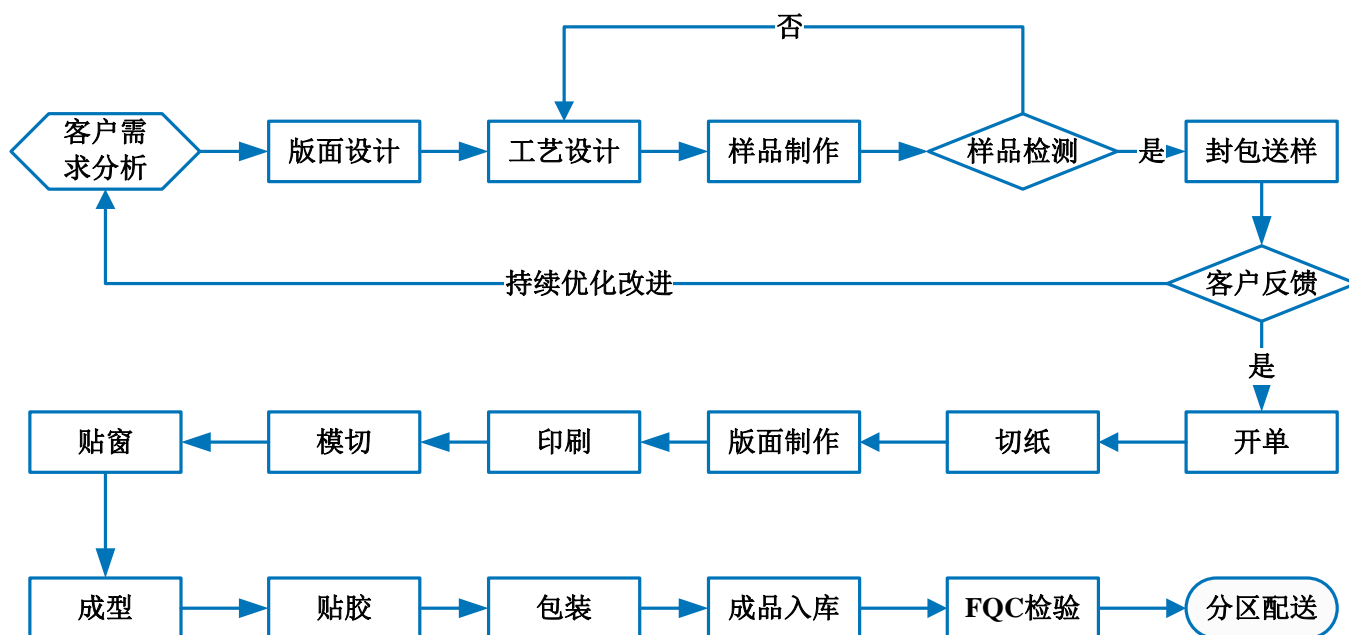 否
客户需
求分析
版面设计
工艺设计
样品制作
样品检测
是
封包送样
持续优化改进
客户反馈
是
贴窗
模切
印刷
版面制作
切纸
开单
成型
贴胶
包装
成品入库
FQC检验
分区配送